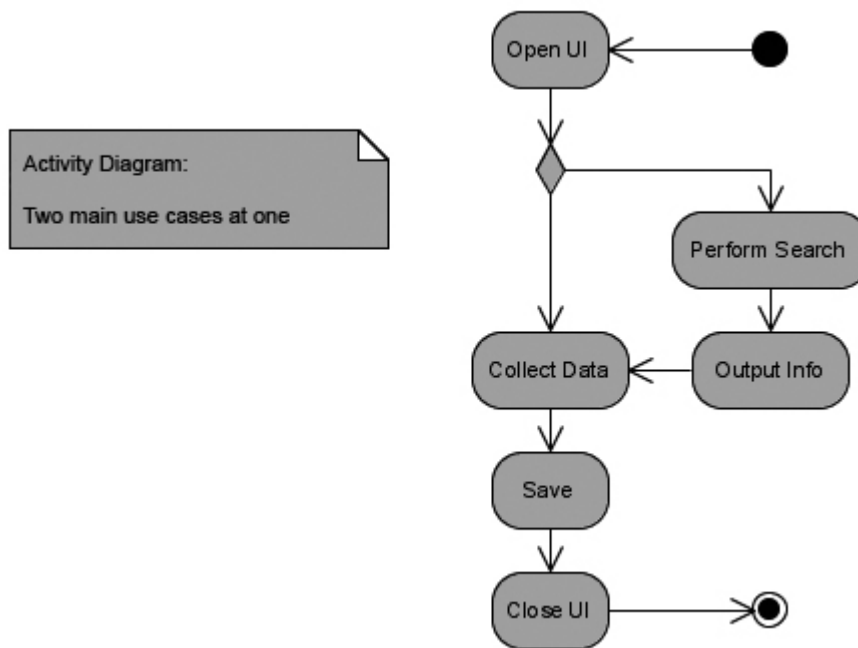 Open UI
Activity Diagram:
Two main use cases at one
Perform Search
Collect Data
Output Info
Save
Close UI